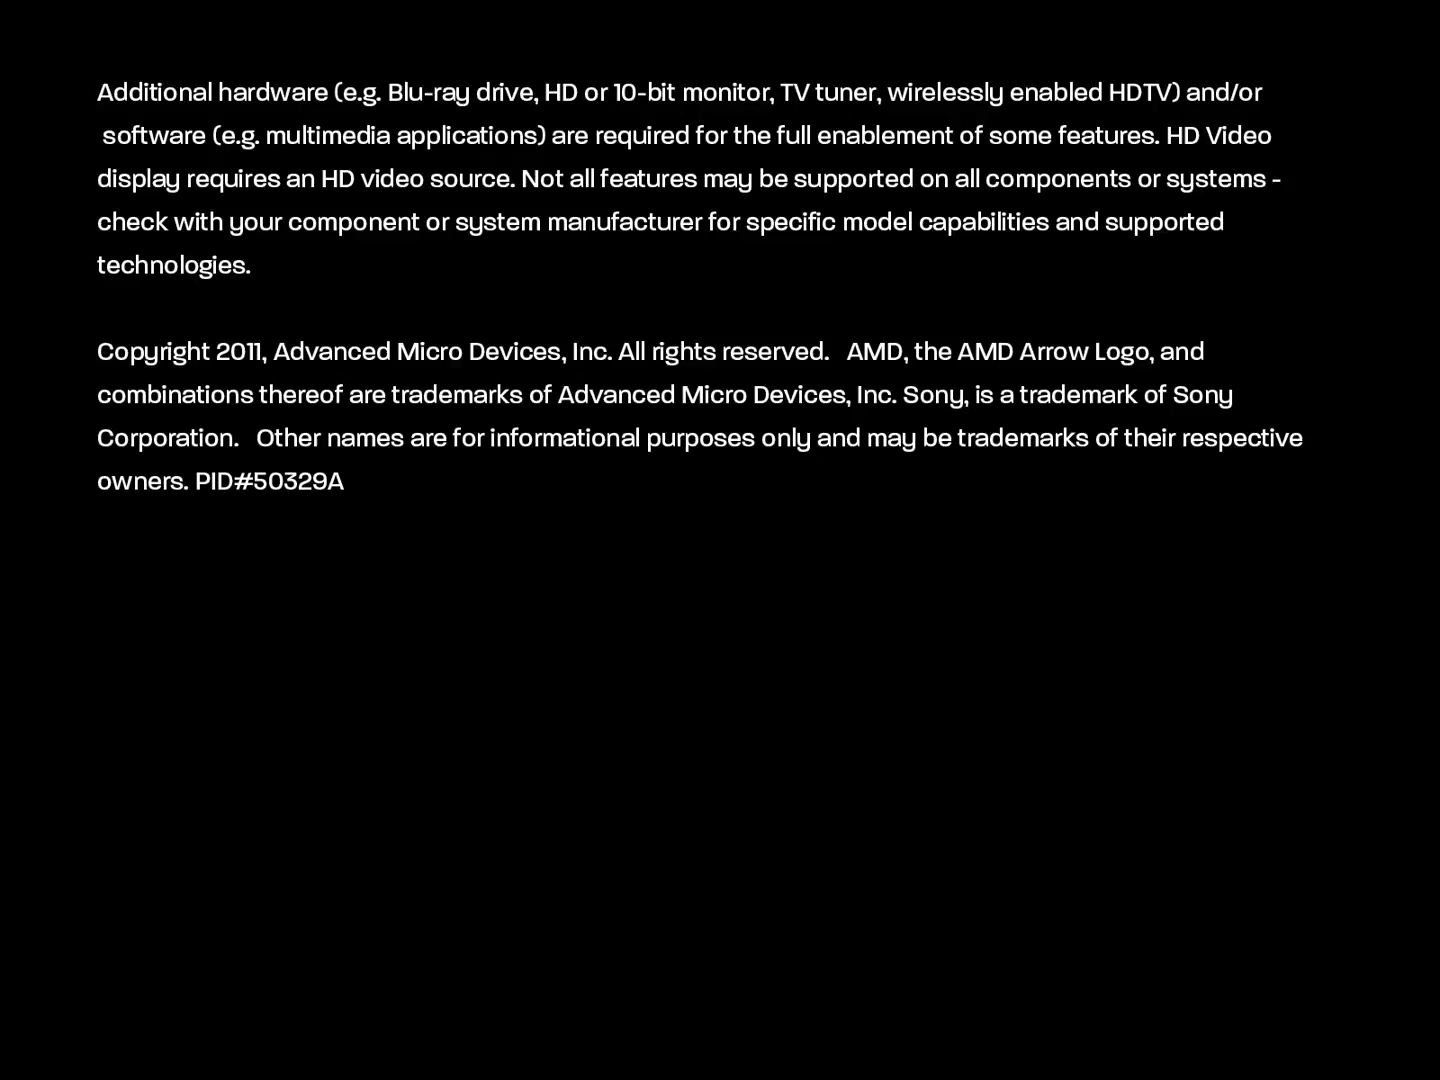 Additional hardware (e.g. Blu-ray drive, HD or 10-bit monitor, TV tuner, wirelessly enabled HDTV) and/or
software (e.g. multimedia applications) are required for the full enablement of some features. HD Video
display requires an HD video source. Not all features may be supported on all components or systems -
check with your component or system manufacturer for specific model capabilities and supported
technologies.
Copyright 2011, Advanced Micro Devices, Inc. All rights reserved.   AMD, the AMD Arrow Logo, and
combinations thereof are trademarks of Advanced Micro Devices, Inc. Sony, is a trademark of Sony
Corporation.   Other names are for informational purposes only and may be trademarks of their respective
owners. PID#50329A